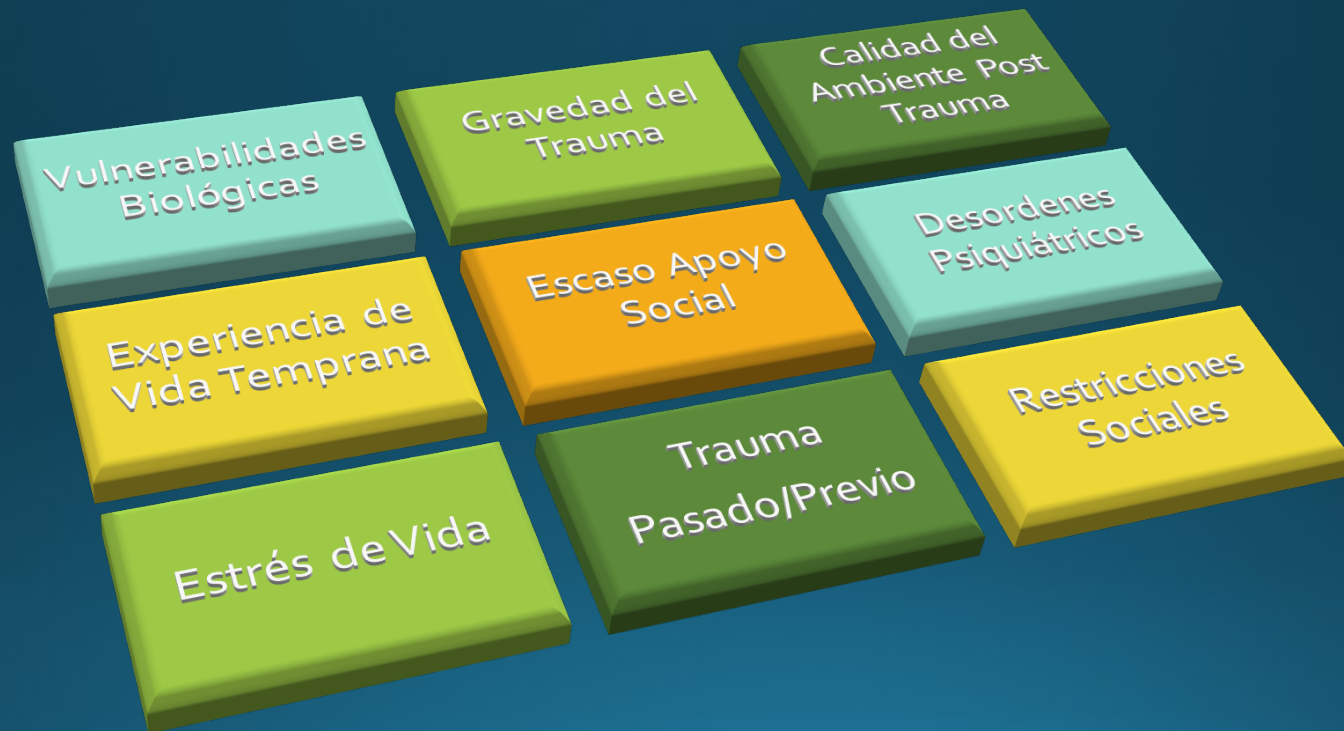 Vulnerabilidades
Biológicas
Gravedad del
Trauma
Calidad del
Ambiente Post
Trauma
Experiencia de
Vida Temprana
Escaso Apoyo
Social
Desordenes
Psiquiátricos
Estrés de Vida
Trauma
Pasado/Previo
Restricciones
Sociales